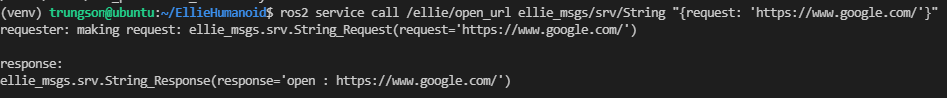 (venv) trungson@ubuntu:~/EllieHumanoid$ ros2 service call /ellie/open_url ellie_msgs/srv/String "{request: 'https://www.google.com/'}"
requester: making request: ellie_msgs.srv.String_Request(request='https://www.google.com/')
response:
ellie_msgs.srv.String_Response(response='open : https://www.google.com/')